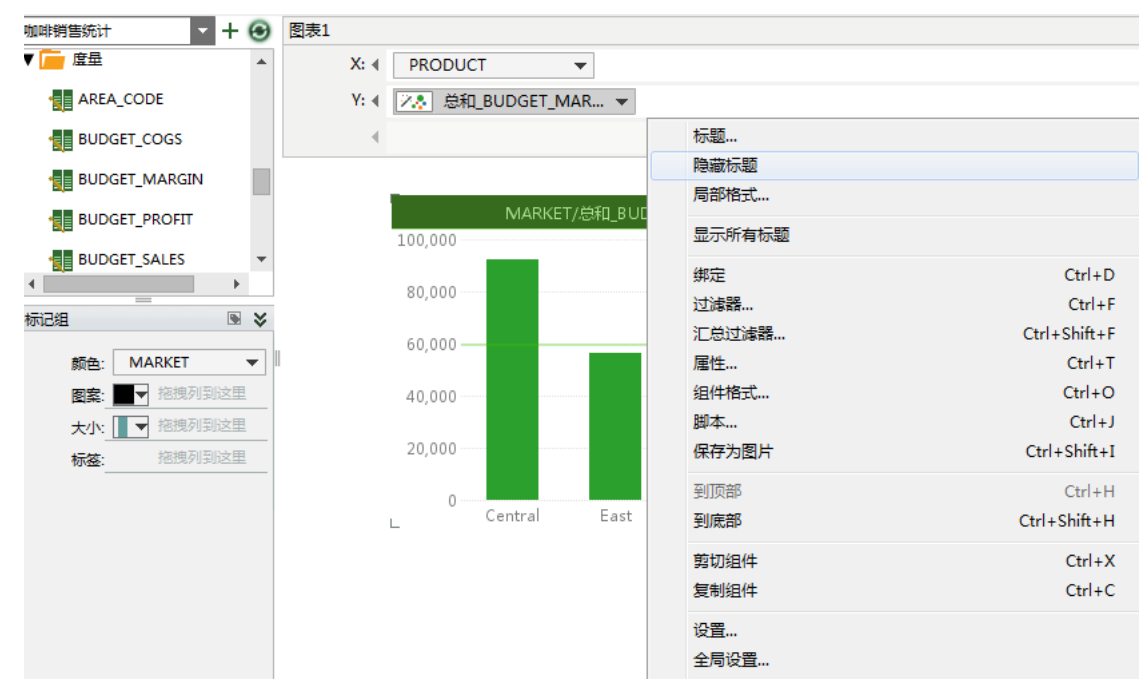 咖啡销售统计
度量
AREA_CODE
BUDGET_COGS
BUDGET_MARGIN
BUDGET_PROFIT
BUDGET_SALES
标记组
颜色: MARKET
图案: 拖拽列到这里
大小: 拖拽列到这里
标签: 拖拽列到这里
图表1
X: PRODUCT
Y: 总和_BUDGET_MAR...
MARKET/总和_BUD
100,000
80,000
60,000
40,000
20,000
0
Central East
标题...
隐藏标题
局部格式...
显示所有标题
绑定 Ctrl+D
过滤器... Ctrl+F
汇总过滤器... Ctrl+Shift+F
属性... Ctrl+T
组件格式... Ctrl+O
脚本... Ctrl+J
保存为图片 Ctrl+Shift+I
到顶部 Ctrl+H
到底部 Ctrl+Shift+H
剪切组件 Ctrl+X
复制组件 Ctrl+C
设置...
全局设置...